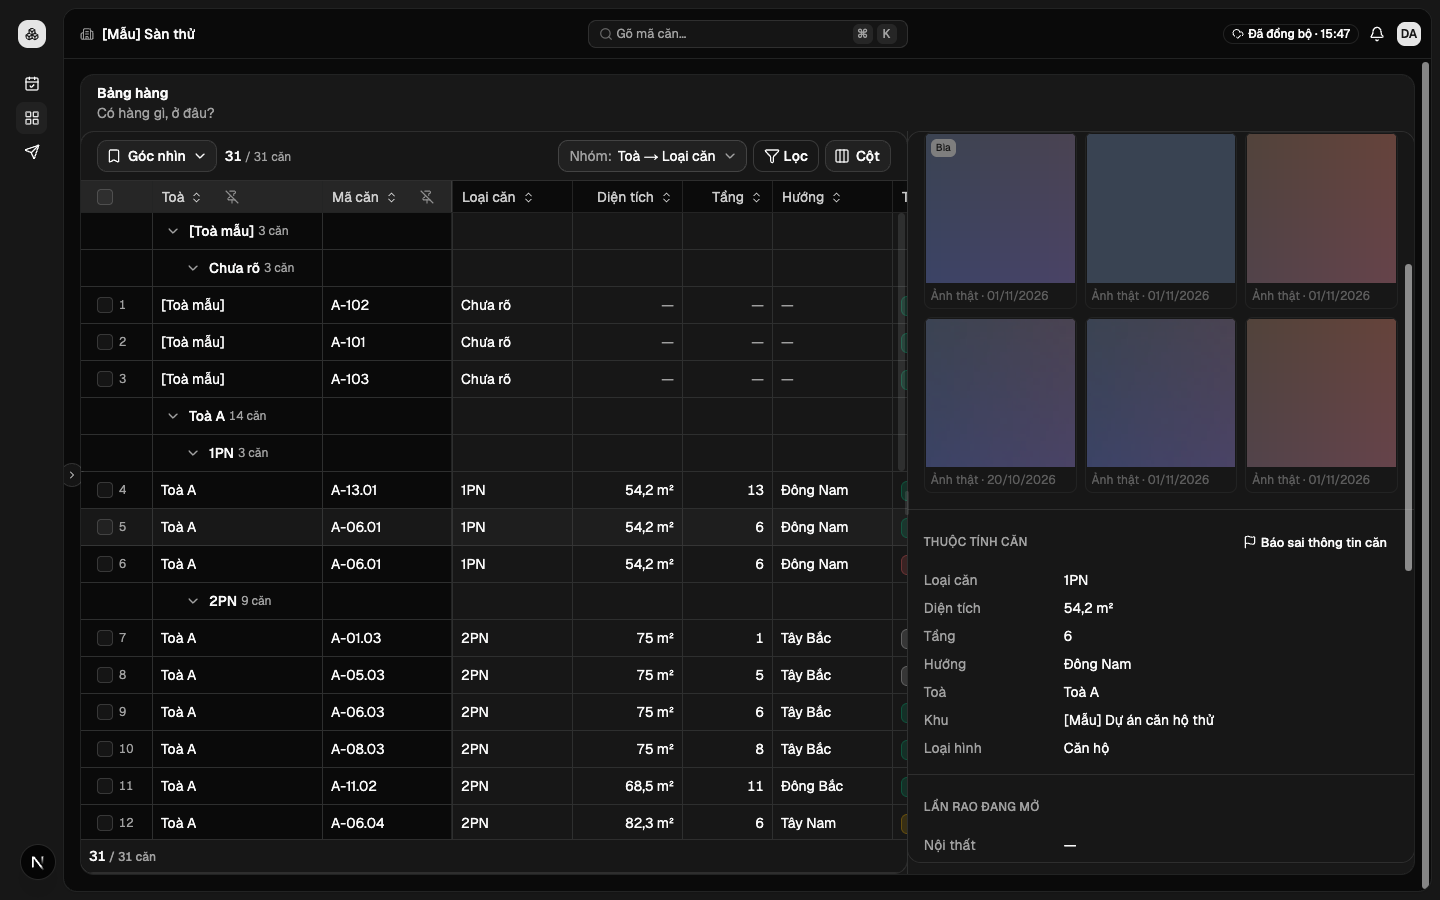 [Mẫu] Sàn thử
Gõ mã căn...
⌘ K
Đã đồng bộ · 15:47
DA
Bảng hàng
Có hàng gì, ở đâu?
Góc nhìn
31 / 31 căn
Nhóm: Toà → Loại căn
Lọc
Cột
Toà Mã căn Loại căn Diện tích Tầng Hướng
[Toà mẫu] 3 căn
Chưa rõ 3 căn
1 [Toà mẫu] A-102 Chưa rõ — — —
2 [Toà mẫu] A-101 Chưa rõ — — —
3 [Toà mẫu] A-103 Chưa rõ — — —
Toà A 14 căn
1PN 3 căn
4 Toà A A-13.01 1PN 54,2 m² 13 Đông Nam
5 Toà A A-06.01 1PN 54,2 m² 6 Đông Nam
6 Toà A A-06.01 1PN 54,2 m² 6 Đông Nam
2PN 9 căn
7 Toà A A-01.03 2PN 75 m² 1 Tây Bắc
8 Toà A A-05.03 2PN 75 m² 5 Tây Bắc
9 Toà A A-06.03 2PN 75 m² 6 Tây Bắc
10 Toà A A-08.03 2PN 75 m² 8 Tây Bắc
11 Toà A A-11.02 2PN 68,5 m² 11 Đông Bắc
12 Toà A A-06.04 2PN 82,3 m² 6 Tây Nam
31 / 31 căn
Bìa
Ảnh thật · 01/11/2026
Ảnh thật · 01/11/2026
Ảnh thật · 01/11/2026
Ảnh thật · 20/10/2026
Ảnh thật · 01/11/2026
Ảnh thật · 01/11/2026
THUỘC TÍNH CĂN
Báo sai thông tin căn
Loại căn 1PN
Diện tích 54,2 m²
Tầng 6
Hướng Đông Nam
Toà Toà A
Khu [Mẫu] Dự án căn hộ thử
Loại hình Căn hộ
LẦN RAO ĐANG MỞ
Nội thất —
N